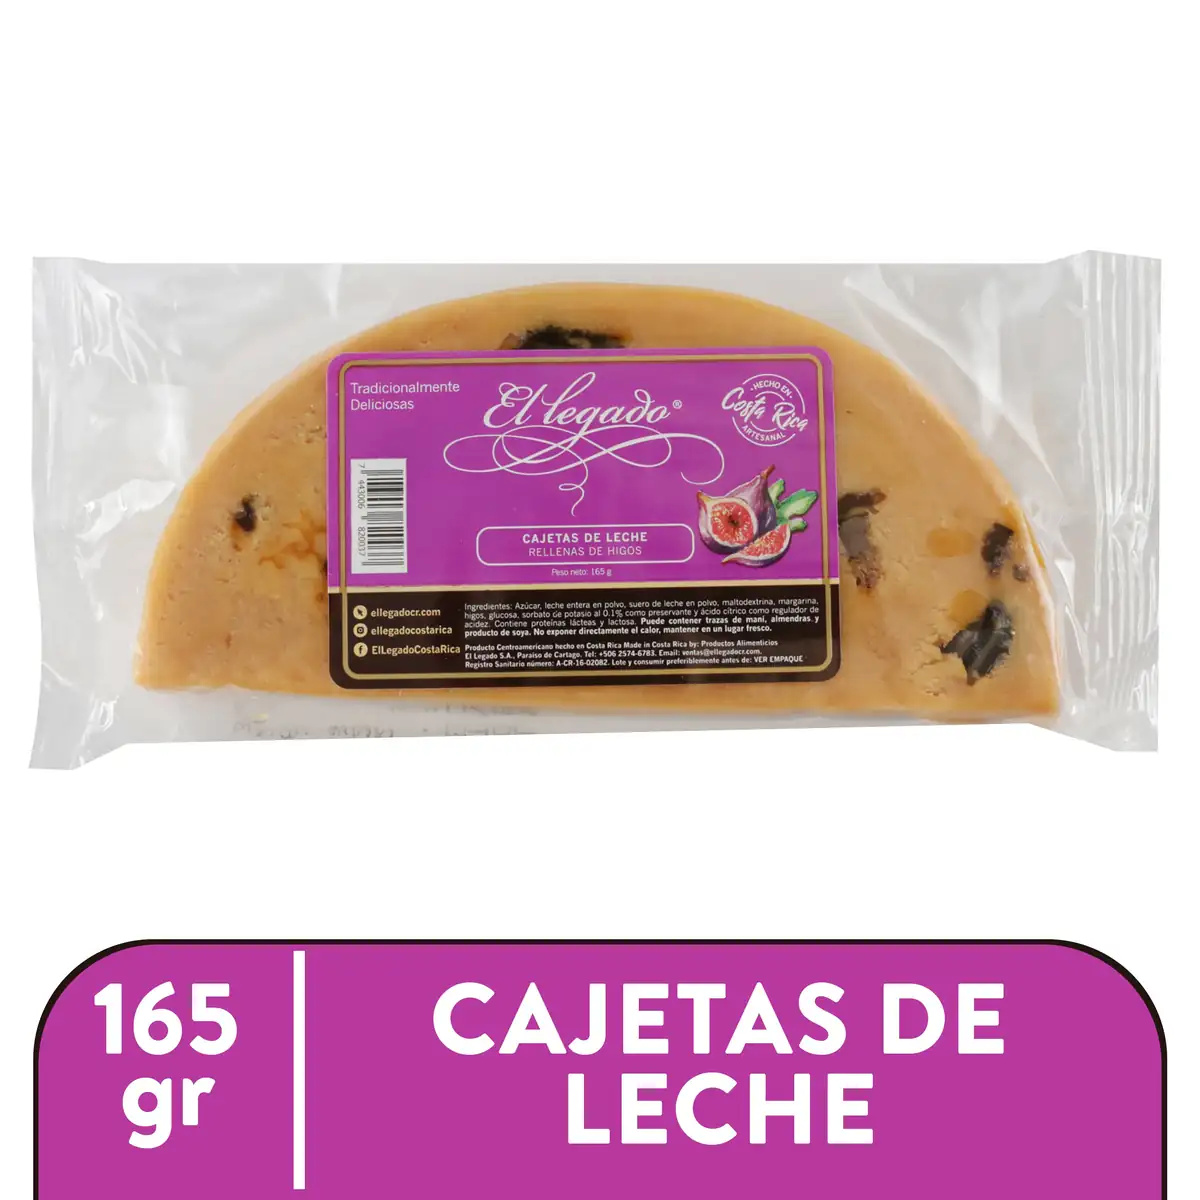 Tradicionalmente
Deliciosas
El legado®
HECHO EN
Costa Rica
ARTESANAL
7 443006 820037
CAJETAS DE LECHE
RELLENAS DE HIGOS
Peso neto: 165 g
ellegadocr.com
ellegadocostarica
ElLegadoCostaRica
Ingredientes: Azúcar, leche entera en polvo, suero de leche en polvo, maltodextrina, margarina,
higos, glucosa, sorbato de potasio al 0.1% como preservante y ácido cítrico como regulador de
acidez. Contiene proteínas lácteas y lactosa. Puede contener trazas de maní, almendras y
producto de soya. No exponer directamente el calor, mantener en un lugar fresco.
Producto Centroamericano hecho en Costa Rica Made in Costa Rica by: Productos Alimenticios
El Legado S.A., Paraíso de Cartago. Tel: +506 2574-6783. Email: ventas@ellegadocr.com.
Registro Sanitario número: A-CR-16-02082. Lote y consumir preferiblemente antes de: VER EMPAQUE
165
gr
CAJETAS DE
LECHE